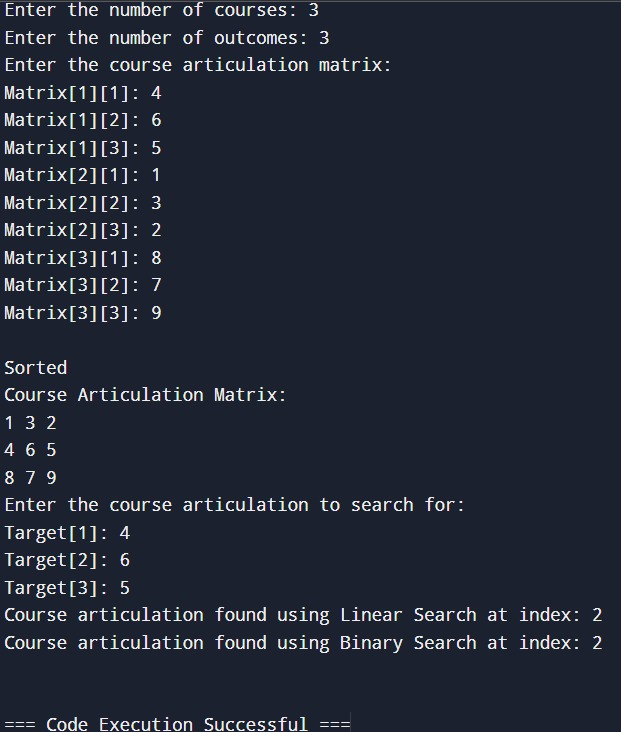 Enter the number of courses: 3
Enter the number of outcomes: 3
Enter the course articulation matrix:
Matrix[1][1]: 4
Matrix[1][2]: 6
Matrix[1][3]: 5
Matrix[2][1]: 1
Matrix[2][2]: 3
Matrix[2][3]: 2
Matrix[3][1]: 8
Matrix[3][2]: 7
Matrix[3][3]: 9

Sorted
Course Articulation Matrix:
1 3 2
4 6 5
8 7 9
Enter the course articulation to search for:
Target[1]: 4
Target[2]: 6
Target[3]: 5
Course articulation found using Linear Search at index: 2
Course articulation found using Binary Search at index: 2

=== Code Execution Successful ===